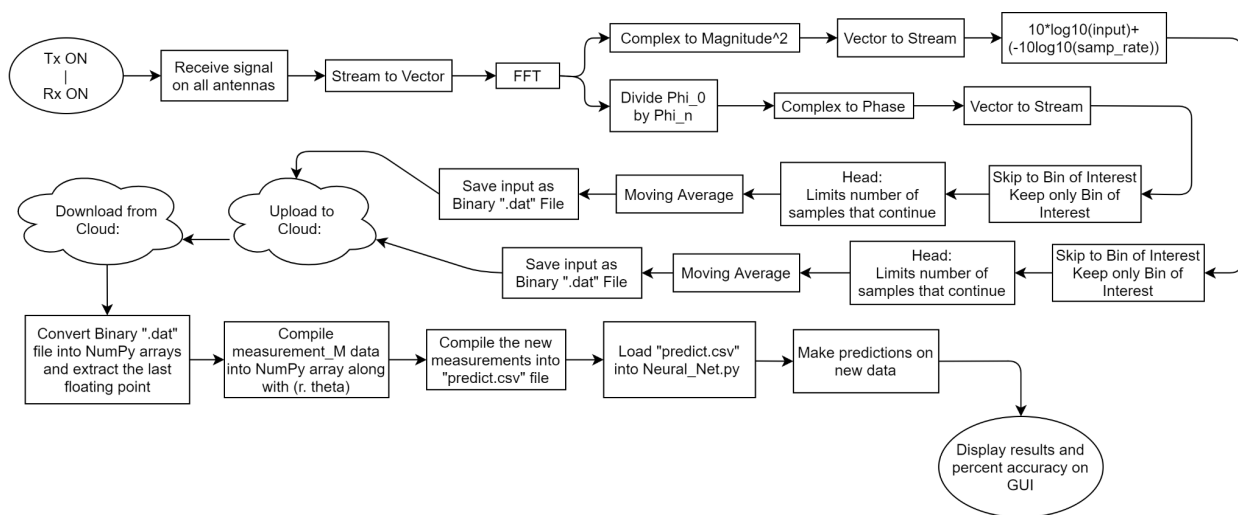 Tx ON
|
Rx ON
Receive signal
on all antennas
Stream to Vector
FFT
Complex to Magnitude^2
Vector to Stream
10*log10(input)+
(-10log10(samp_rate))
Divide Phi_0
by Phi_n
Complex to Phase
Vector to Stream
Skip to Bin of Interest
Keep only Bin of
Interest
Head:
Limits number of
samples that continue
Moving Average
Save input as
Binary ".dat" File
Upload to
Cloud:
Download from
Cloud:
Skip to Bin of Interest
Keep only Bin of
Interest
Head:
Limits number of
samples that continue
Moving Average
Save input as
Binary ".dat" File
Convert Binary ".dat"
file into NumPy arrays
and extract the last
floating point
Compile
measurement_M data
into NumPy array along
with (r. theta)
Compile the new
measurements into
"predict.csv" file
Load "predict.csv"
into Neural_Net.py
Make predictions on
new data
Display results and
percent accuracy on
GUI